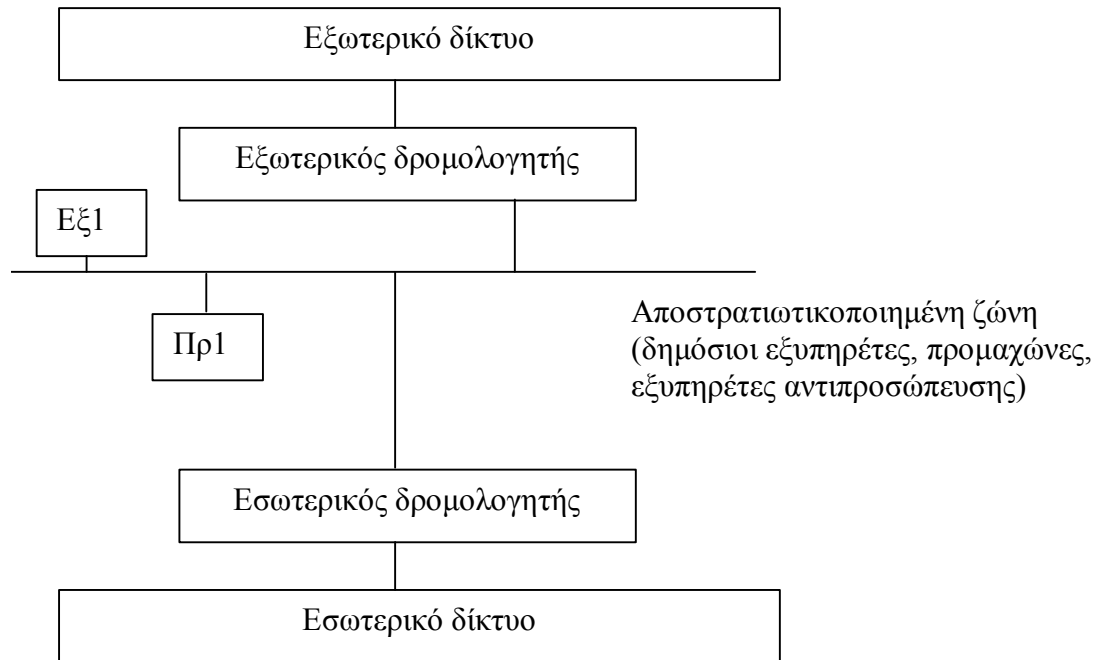 Εξωτερικό δίκτυο
Εξωτερικός δρομολογητής
Εξ1
Πρ1
Αποστρατιωτικοποιημένη ζώνη
(δημόσιοι εξυπηρέτες, προμαχώνες,
εξυπηρέτες αντιπροσώπευσης)
Εσωτερικός δρομολογητής
Εσωτερικό δίκτυο